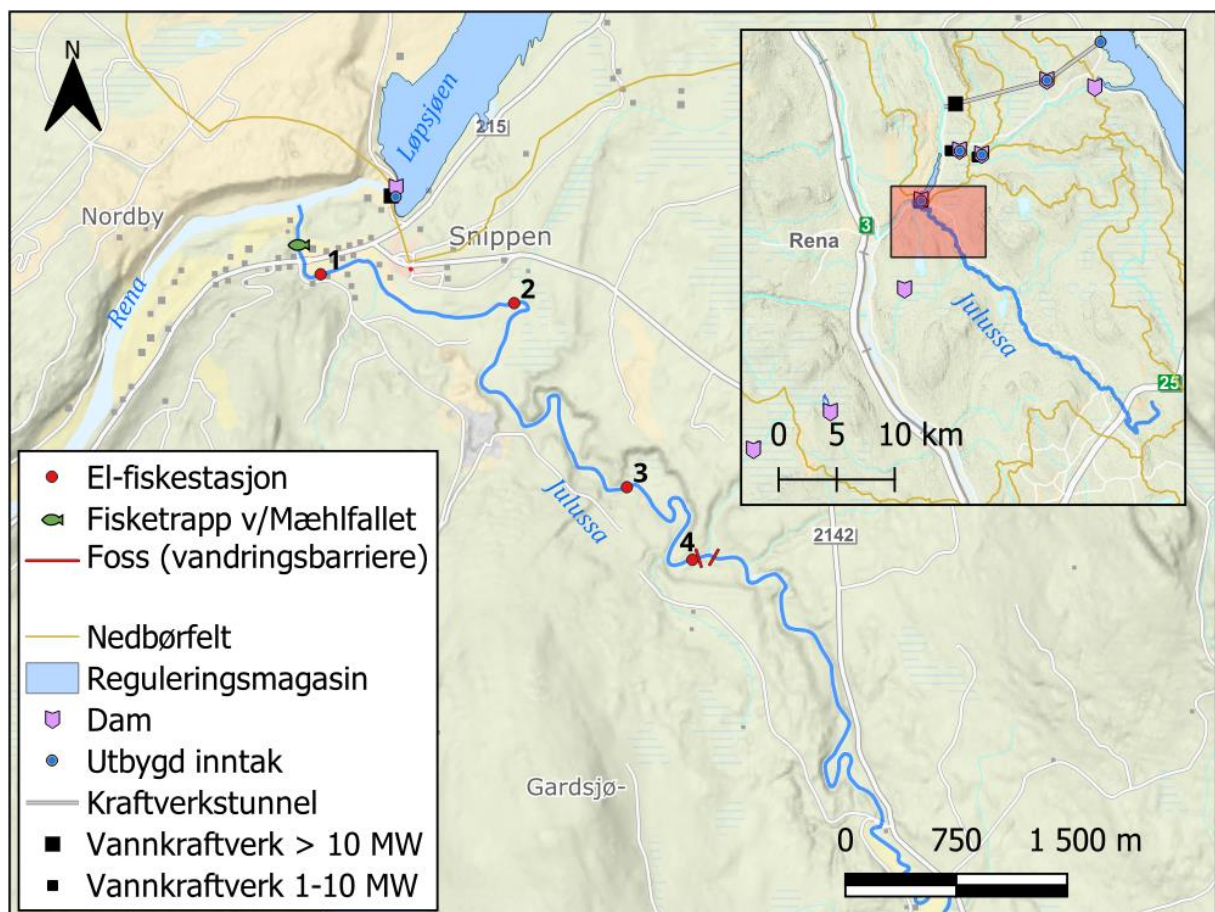 N
Løpsjøen
215
Nordby
Snippen
Rena
1
2
3
4
Julussa
2142
Gardsjø-
0 750 1 500 m
3
Rena
Julussa
25
0 5 10 km
El-fiskestasjon
Fisketrapp v/Mæhlfallet
Foss (vandringsbarriere)
Nedbørfelt
Reguleringsmagasin
Dam
Utbygd inntak
Kraftverkstunnel
Vannkraftverk > 10 MW
Vannkraftverk 1-10 MW